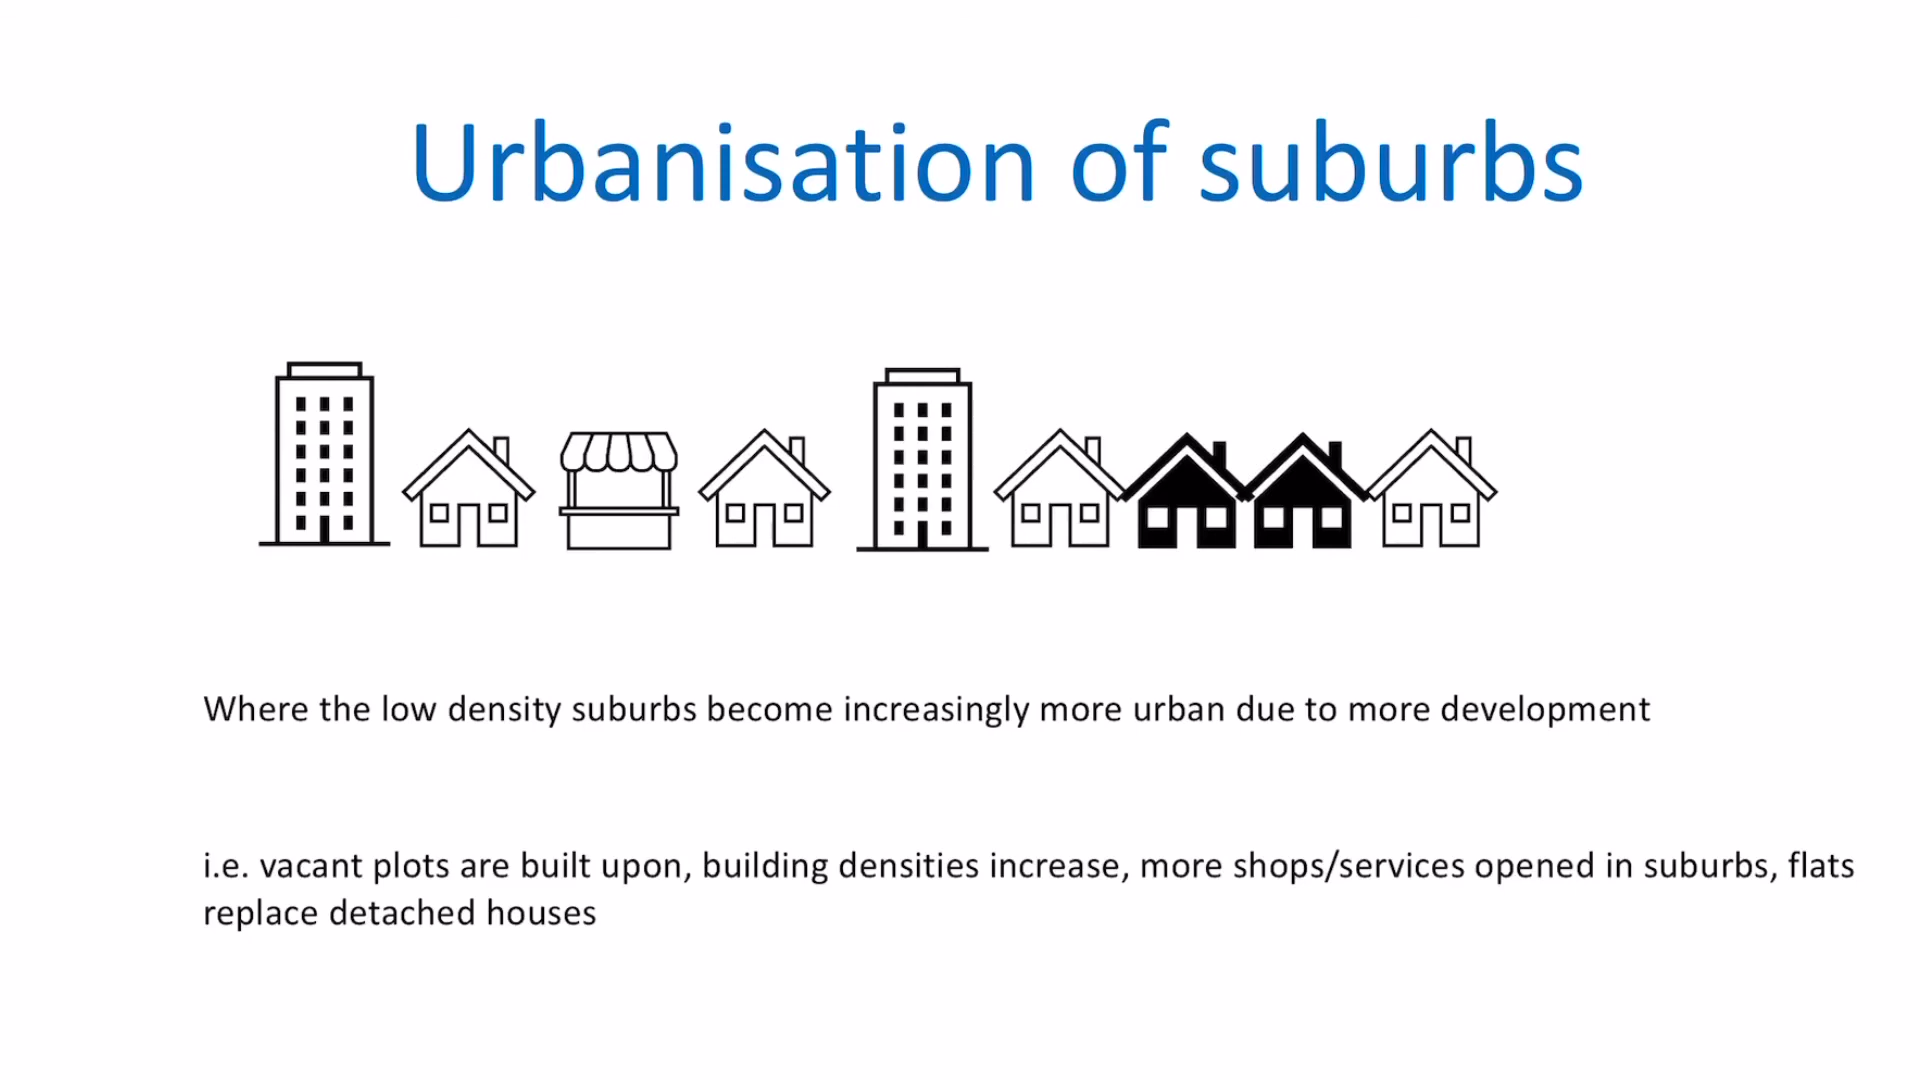 Urbanisation of suburbs
Where the low density suburbs become increasingly more urban due to more development
i.e. vacant plots are built upon, building densities increase, more shops/services opened in suburbs, flats
replace detached houses